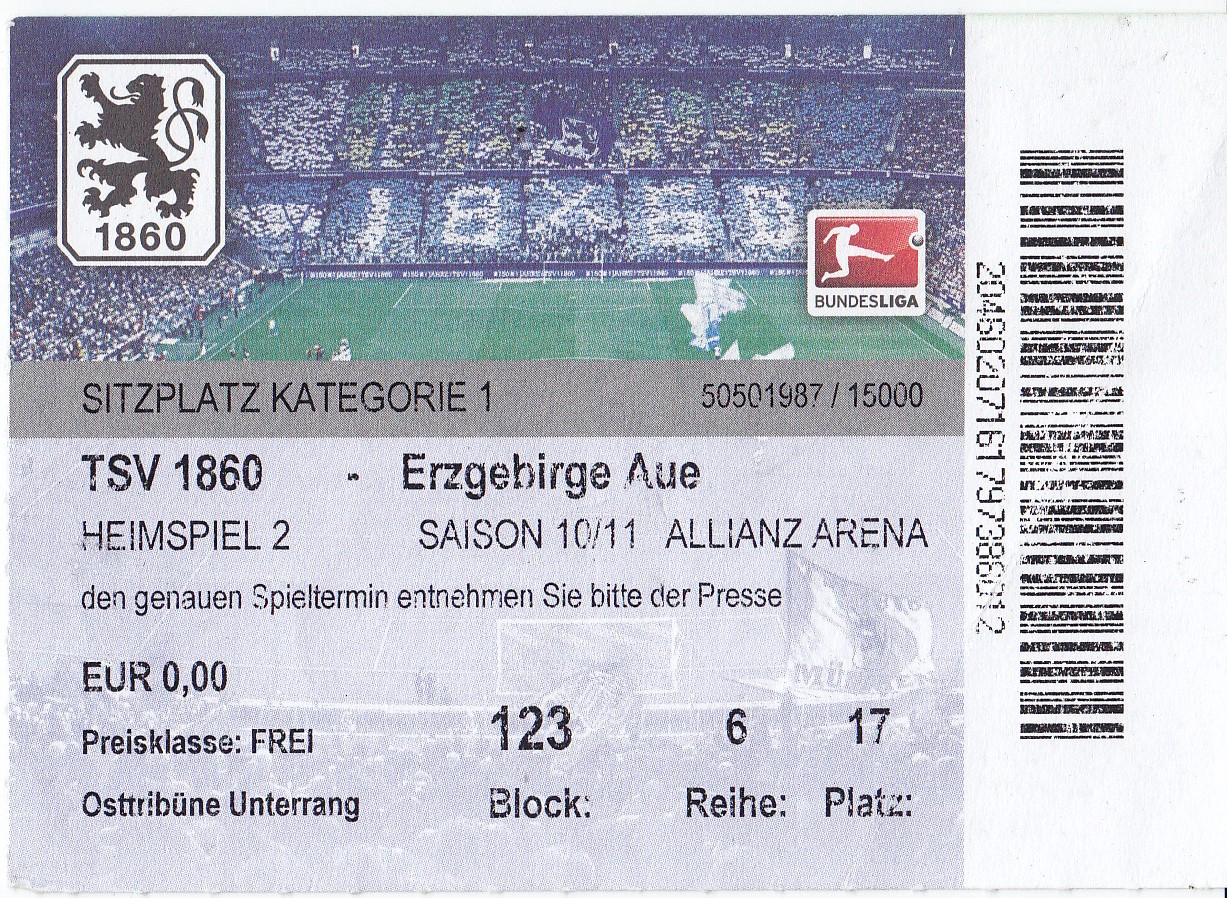 1860
1860
BUNDESLIGA
SITZPLATZ KATEGORIE 1 50501987 / 15000
TSV 1860 - Erzgebirge Aue
HEIMSPIEL 2 SAISON 10/11 ALLIANZ ARENA
den genauen Spieltermin entnehmen Sie bitte der Presse
EUR 0,00
Preisklasse: FREI
123 6 17
Osttribüne Unterrang Block: Reihe: Platz: